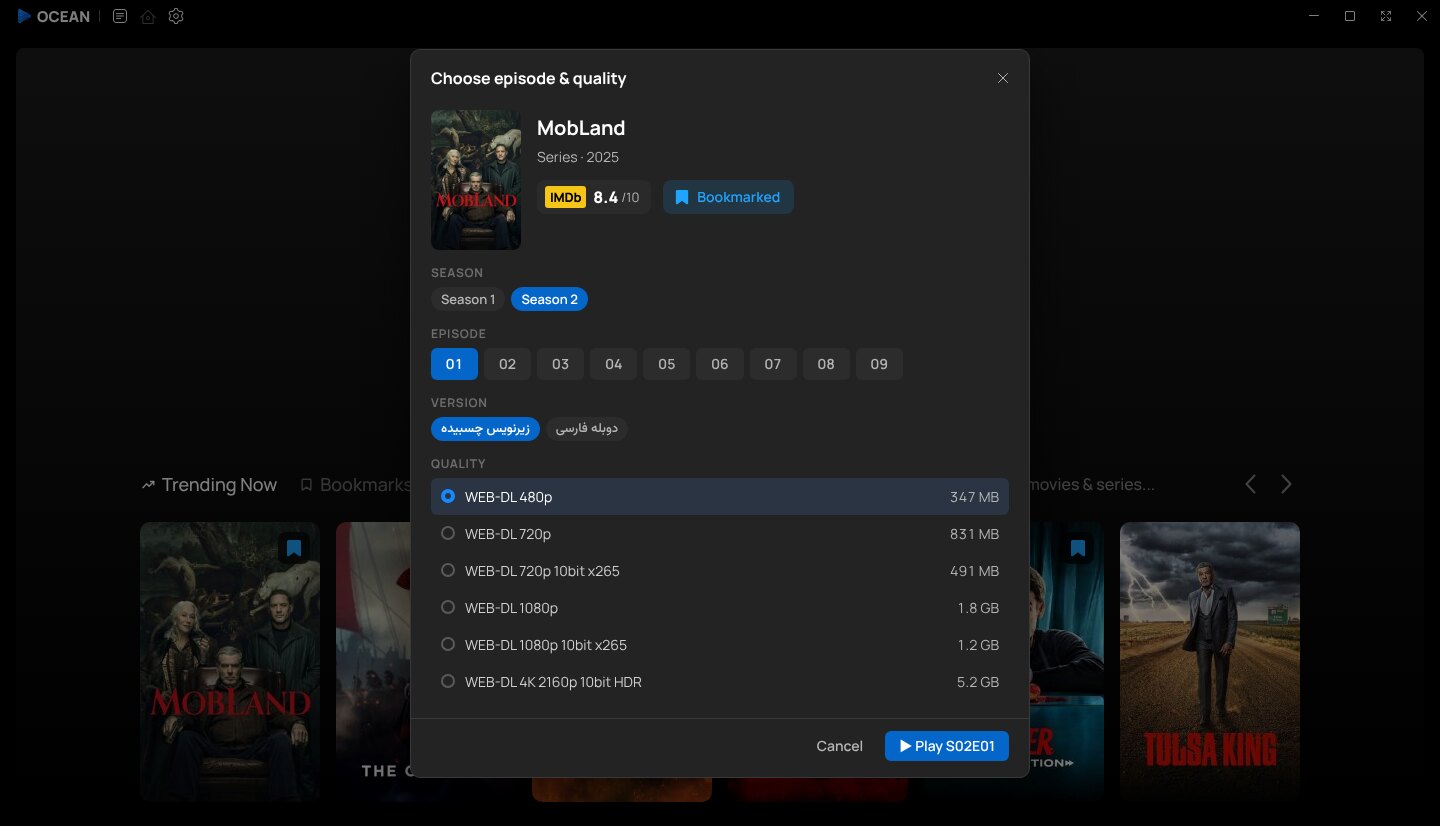 OCEAN
Choose episode & quality
MobLand
Series · 2025
IMDb 8.4 /10
Bookmarked
MOBLAND
SEASON
Season 1
Season 2
EPISODE
01 02 03 04 05 06 07 08 09
VERSION
زیرنویس چسبیده
دوبله فارسی
QUALITY
WEB-DL 480p 347 MB
WEB-DL 720p 831 MB
WEB-DL 720p 10bit x265 491 MB
WEB-DL 1080p 1.8 GB
WEB-DL 1080p 10bit x265 1.2 GB
WEB-DL 4K 2160p 10bit HDR 5.2 GB
Cancel
Play S02E01
Trending Now
Bookmarks
movies & series...
MOBLAND
THE
TULSA KING